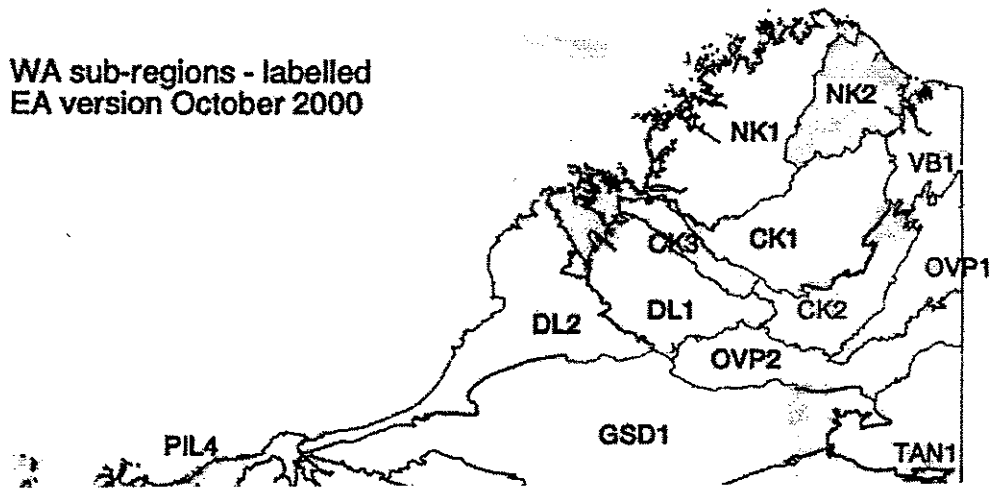 WA sub-regions - labelled
EA version October 2000
NK2
NK1
VB1
CK3
CK1
OVP1
CK2
DL1
DL2
OVP2
GSD1
PIL4
TAN1